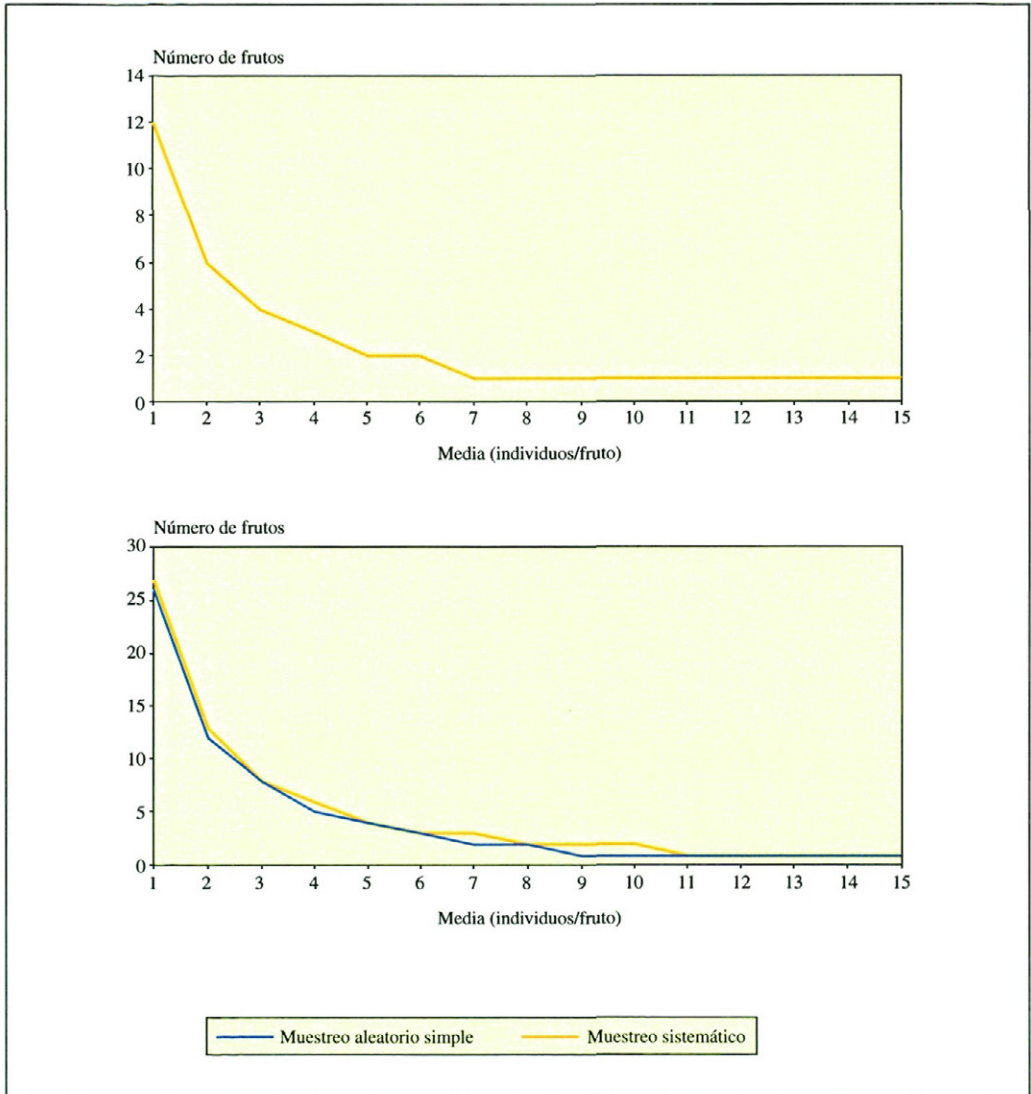 Número de frutos
14
12
10
8
6
4
2
0
1 2 3 4 5 6 7 8 9 10 11 12 13 14 15
Media (individuos/fruto)
Número de frutos
30
25
20
15
10
5
0
1 2 3 4 5 6 7 8 9 10 11 12 13 14 15
Media (individuos/fruto)
Muestreo aleatorio simple Muestreo sistemático